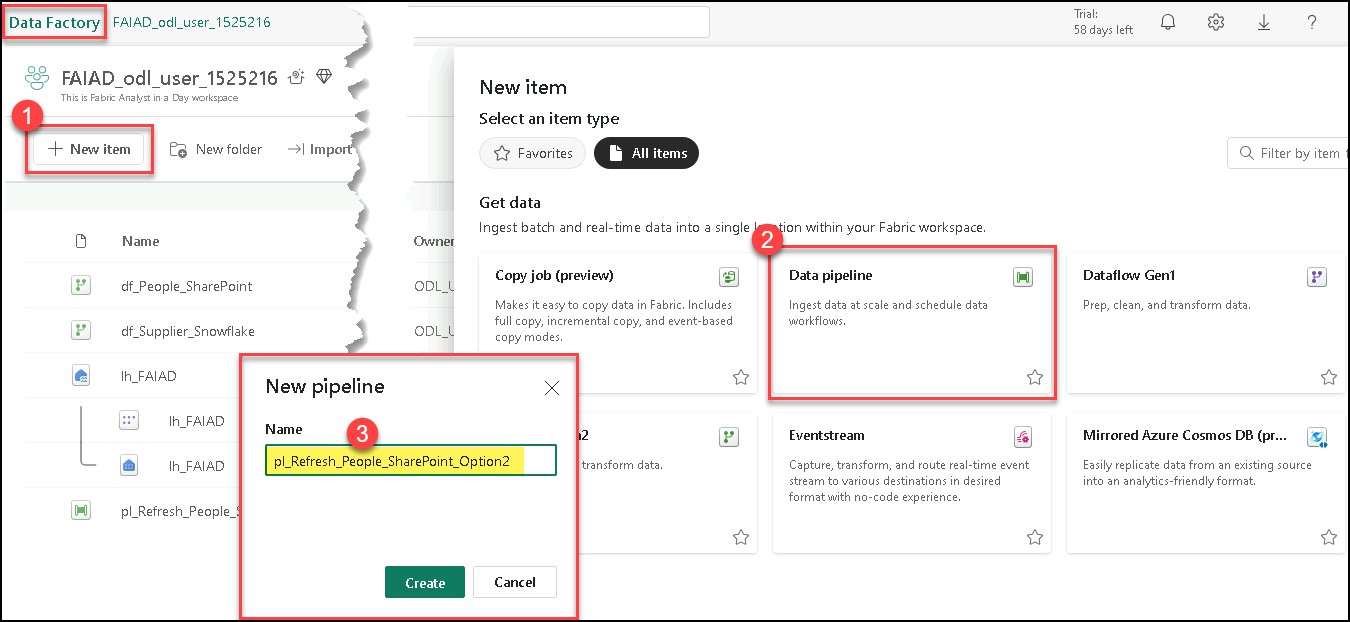 Data Factory FAIAD_odl_user_1525216
Trial:
58 days left
FAIAD_odl_user_1525216
This is Fabric Analyst in a Day workspace
1
New item
New folder
Import
Name
Owner
df_People_SharePoint
ODL_U
df_Supplier_Snowflake
ODL_U
lh_FAIAD
lh_FAIAD
lh_FAIAD
pl_Refresh_People_S
New item
Select an item type
Favorites
All items
Filter by item
Get data
Ingest batch and real-time data into a single location within your Fabric workspace.
2
Copy job (preview)
Makes it easy to copy data in Fabric. Includes
full copy, incremental copy, and event-based
copy modes.
Data pipeline
Ingest data at scale and schedule data
workflows.
Dataflow Gen1
Prep, clean, and transform data.
n2
transform data.
Eventstream
Capture, transform, and route real-time event
stream to various destinations in desired
format with no-code experience.
Mirrored Azure Cosmos DB (pr...
Easily replicate data from an existing source
into an analytics-friendly format.
New pipeline
Name
3
pl_Refresh_People_SharePoint_Option2
Create
Cancel